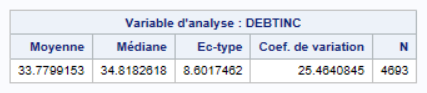 Variable d'analyse : DEBTINC
Moyenne Médiane Ec-type Coef. de variation N
33.7799153 34.8182618 8.6017462 25.4640845 4693